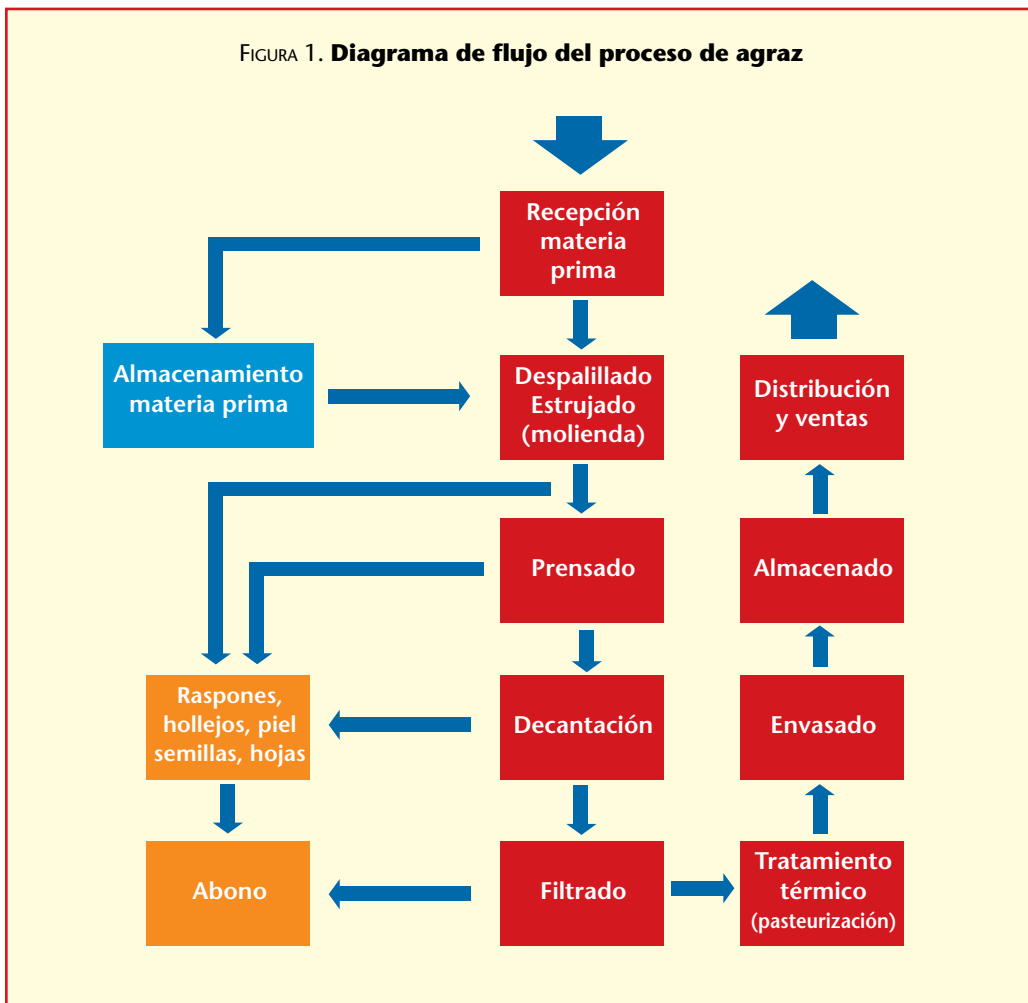 FIGURA 1. Diagrama de flujo del proceso de agraz
Recepción
materia
prima
Almacenamiento
materia prima
Despalillado
Estrujado
(molienda)
Distribución
y ventas
Prensado
Almacenado
Raspones,
hollejos, piel
semillas, hojas
Decantación
Envasado
Abono
Filtrado
Tratamiento
térmico
(pasteurización)